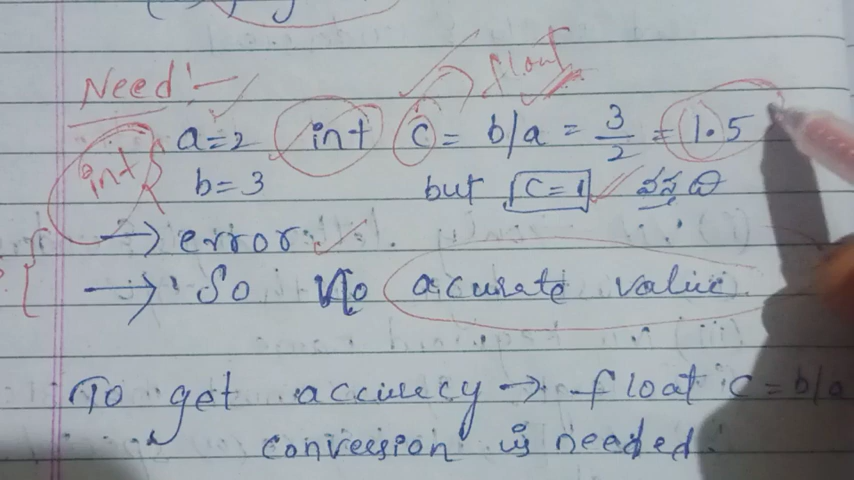 Need :- float
int a=2 int c = b/a = 3/2 = 1.5
b=3 but c=1
→ error
→ So No accurate value
To get accuracy → float c = b/a
conversion is needed.